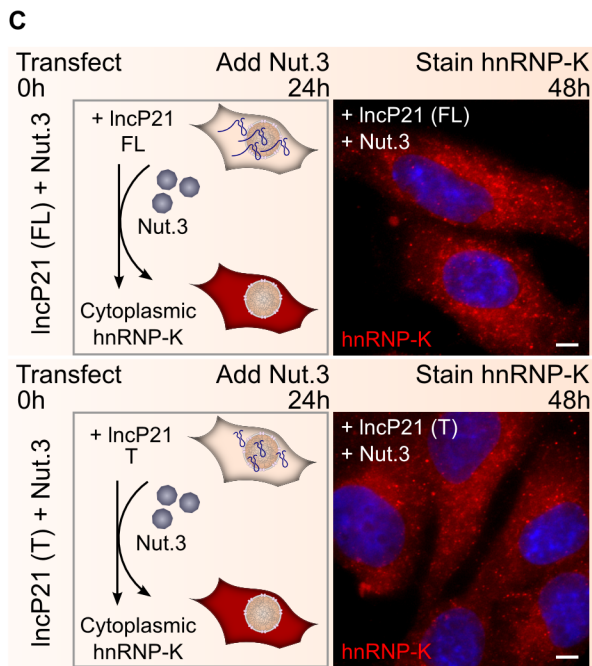 C
Transfect Add Nut.3 Stain hnRNP-K
0h 24h 48h
lncP21 (FL) + Nut.3
+ lncP21
FL
Nut.3
Cytoplasmic
hnRNP-K
+ lncP21 (FL)
+ Nut.3
hnRNP-K
Transfect Add Nut.3 Stain hnRNP-K
0h 24h 48h
lncP21 (T) + Nut.3
+ lncP21
T
Nut.3
Cytoplasmic
hnRNP-K
+ lncP21 (T)
+ Nut.3
hnRNP-K